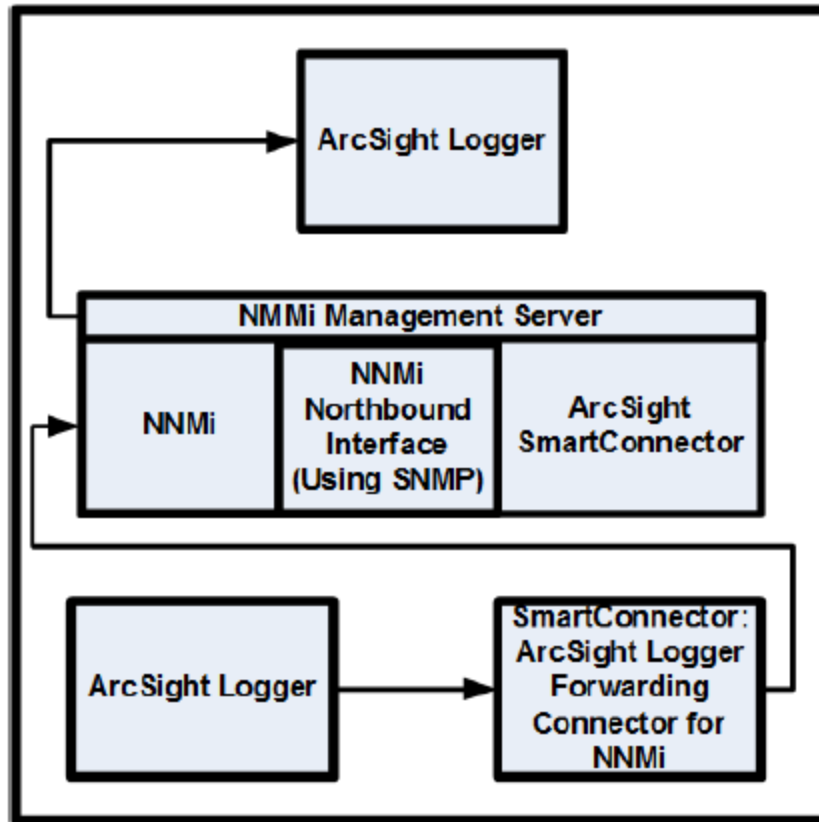 ArcSight Logger
NMMi Management Server
NNMi
NNMi
Northbound
Interface
(Using SNMP)
ArcSight
SmartConnector
ArcSight Logger
SmartConnector:
ArcSight Logger
Forwarding
Connector for
NNMi